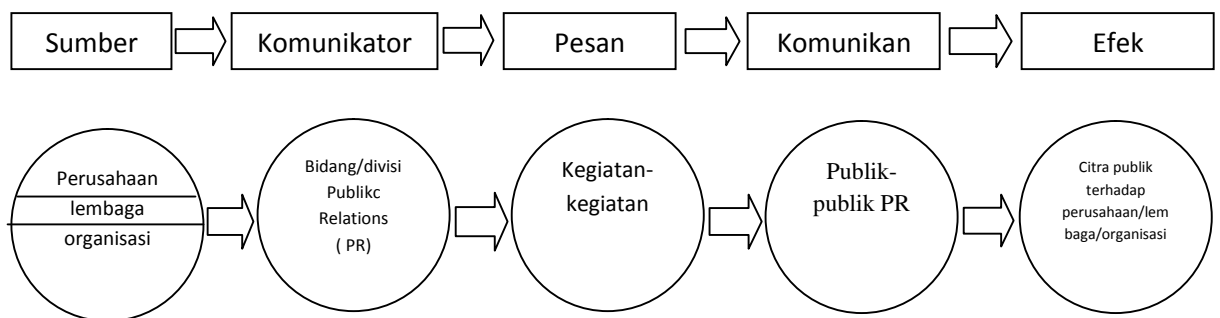 Sumber
Komunikator
Pesan
Komunikan
Efek
Perusahaan
lembaga
organisasi
Bidang/divisi
Publikc
Relations
( PR)
Kegiatan-
kegiatan
Publik-
publik PR
Citra publik
terhadap
perusahaan/lem
baga/organisasi